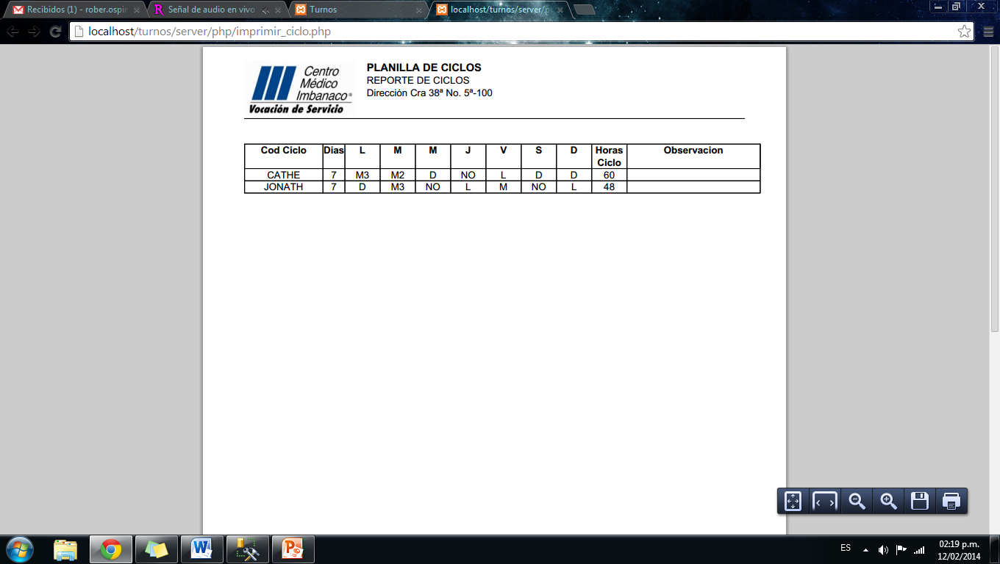 Recibidos (1) - rober.ospir
Señal de audio en vivo
Turnos
localhost/turnos/server/p
localhost/turnos/server/php/imprimir_ciclo.php
Centro
Médico
Imbanaco®
Vocación de Servicio
PLANILLA DE CICLOS
REPORTE DE CICLOS
Dirección Cra 38ª No. 5ª-100
Cod Ciclo Dias L M M J V S D Horas Ciclo Observacion
CATHE 7 M3 M2 D NO L D D 60
JONATH 7 D M3 NO L M NO L 48
ES
02:19 p.m.
12/02/2014